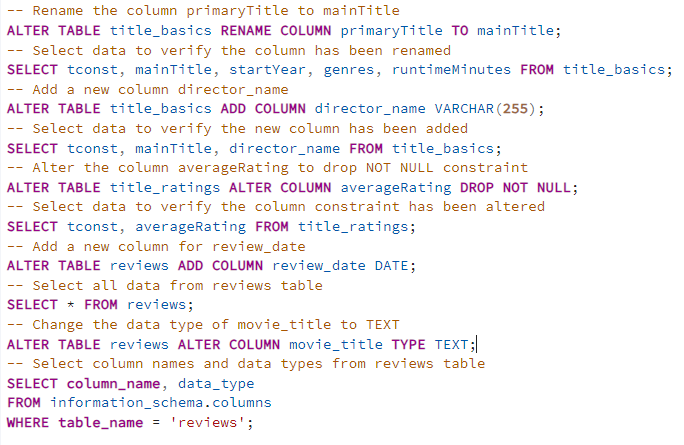 -- Rename the column primaryTitle to mainTitle
ALTER TABLE title_basics RENAME COLUMN primaryTitle TO mainTitle;
-- Select data to verify the column has been renamed
SELECT tconst, mainTitle, startYear, genres, runtimeMinutes FROM title_basics;
-- Add a new column director_name
ALTER TABLE title_basics ADD COLUMN director_name VARCHAR(255);
-- Select data to verify the new column has been added
SELECT tconst, mainTitle, director_name FROM title_basics;
-- Alter the column averageRating to drop NOT NULL constraint
ALTER TABLE title_ratings ALTER COLUMN averageRating DROP NOT NULL;
-- Select data to verify the column constraint has been altered
SELECT tconst, averageRating FROM title_ratings;
-- Add a new column for review_date
ALTER TABLE reviews ADD COLUMN review_date DATE;
-- Select all data from reviews table
SELECT * FROM reviews;
-- Change the data type of movie_title to TEXT
ALTER TABLE reviews ALTER COLUMN movie_title TYPE TEXT;
-- Select column names and data types from reviews table
SELECT column_name, data_type
FROM information_schema.columns
WHERE table_name = 'reviews';